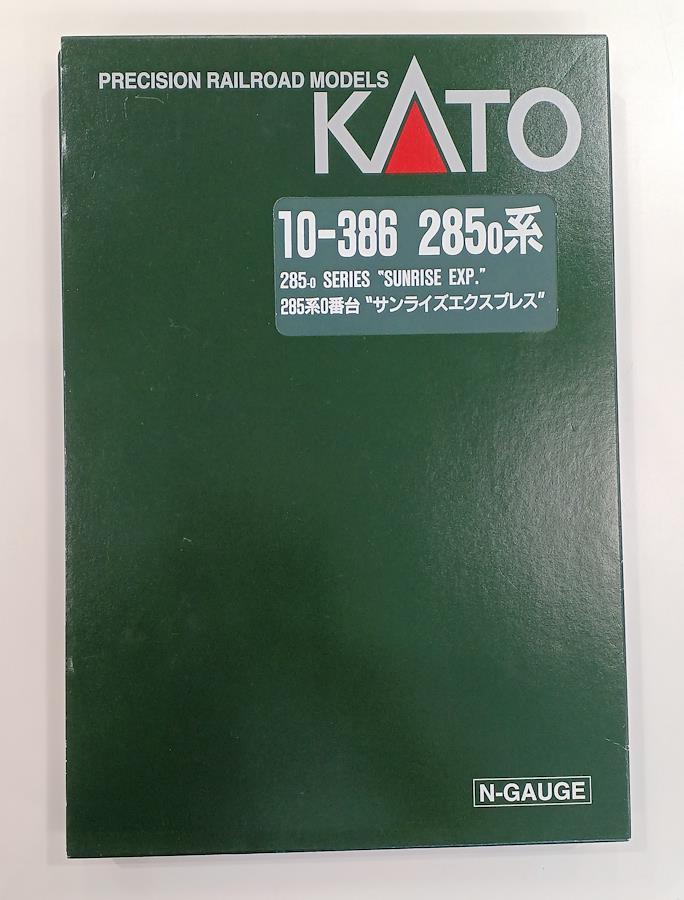 PRECISION RAILROAD MODELS
KATO
10-386 285₀系
285-0 SERIES "SUNRISE EXP."
285系0番台 "サンライズエクスプレス"
N-GAUGE